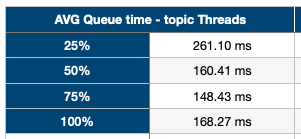 AVG Queue time - topic Threads
25% 261.10 ms
50% 160.41 ms
75% 148.43 ms
100% 168.27 ms